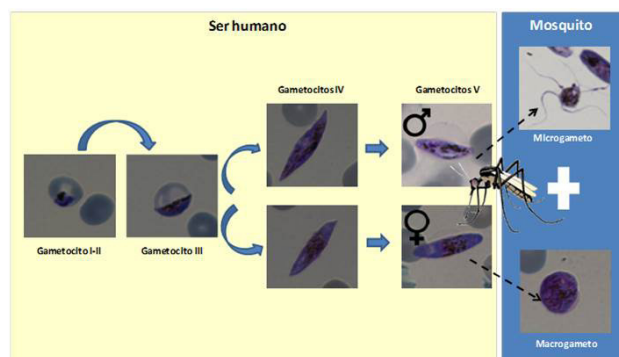 Ser humano
Mosquito
Gametocitos IV
Gametocitos V
Microgameto
Gametocito I-II
Gametocito III
Macrogameto